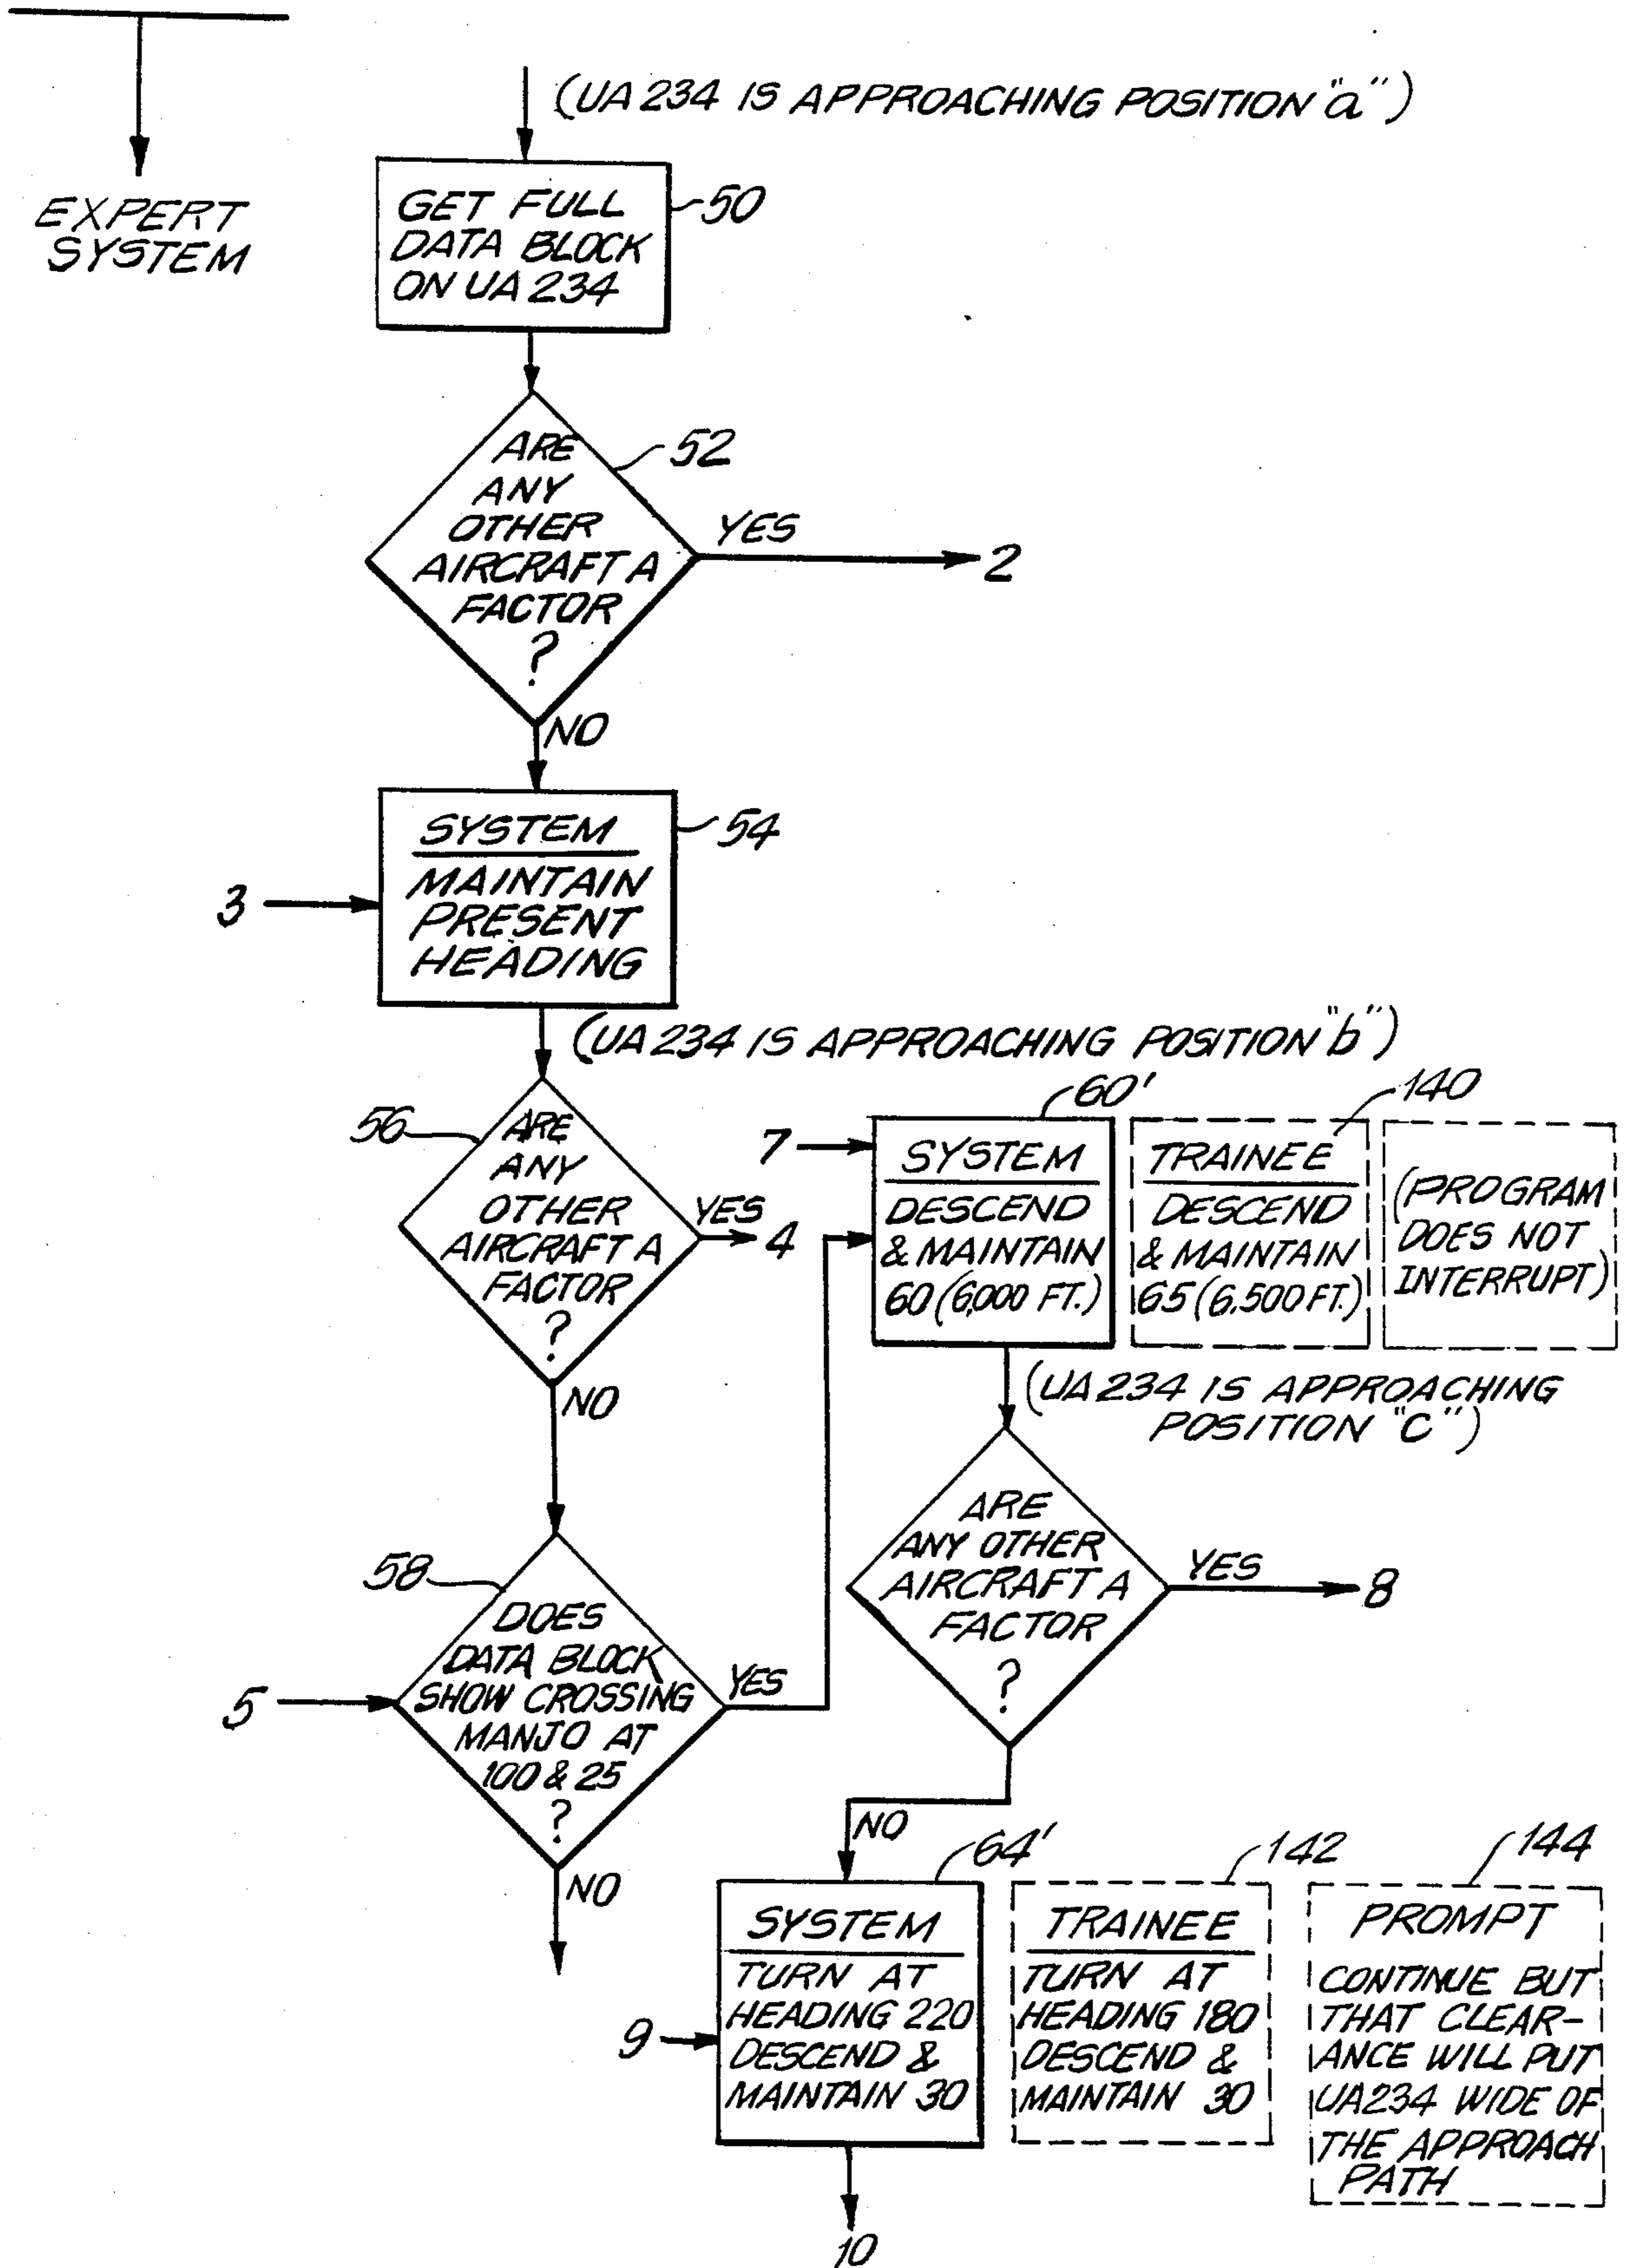 EXPERT
SYSTEM
(UA 234 IS APPROACHING POSITION "a")
GET FULL
DATA BLOCK
ON UA 234
50
ARE
ANY
OTHER
AIRCRAFT A
FACTOR
?
52
YES
2
NO
SYSTEM
MAINTAIN
PRESENT
HEADING
54
3
(UA 234 IS APPROACHING POSITION "b")
56
ARE
ANY
OTHER
AIRCRAFT A
FACTOR
?
YES
4
NO
58
DOES
DATA BLOCK
SHOW CROSSING
MANJO AT
100 & 25
?
5
YES
NO
7
60'
SYSTEM
DESCEND
& MAINTAIN
60 (6,000 FT.)
140
TRAINEE
DESCEND
& MAINTAIN
65 (6,500 FT.)
(PROGRAM
DOES NOT
INTERRUPT)
(UA 234 IS APPROACHING
POSITION "C")
ARE
ANY OTHER
AIRCRAFT A
FACTOR
?
YES
8
NO
64'
SYSTEM
TURN AT
HEADING 220
DESCEND &
MAINTAIN 30
9
142
TRAINEE
TURN AT
HEADING 180
DESCEND &
MAINTAIN 30
144
PROMPT
CONTINUE BUT
THAT CLEAR-
ANCE WILL PUT
UA234 WIDE OF
THE APPROACH
PATH
10